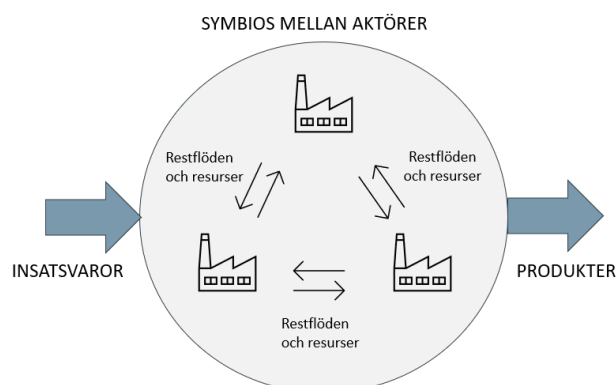 SYMBIOS MELLAN AKTÖRER
Restflöden
och resurser
Restflöden
och resurser
INSATSVAROR
PRODUKTER
Restflöden
och resurser